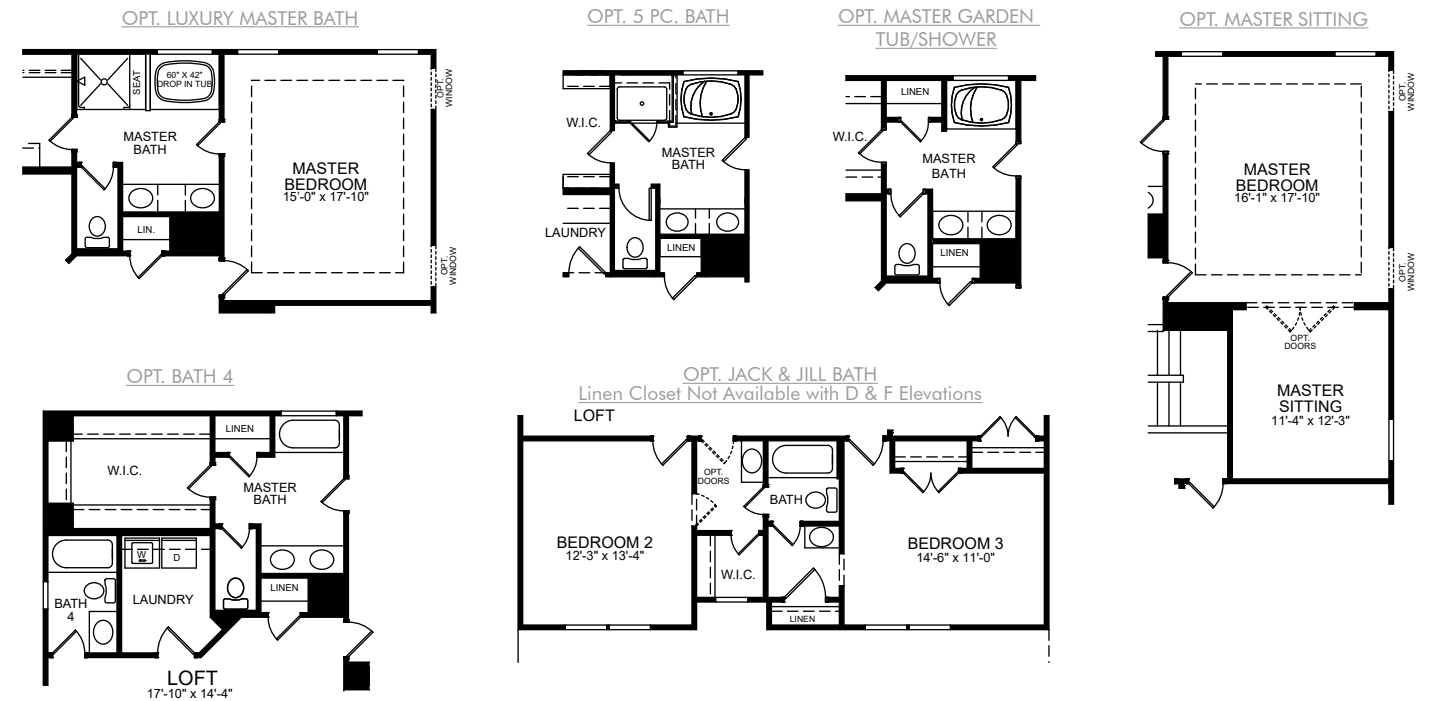 OPT. LUXURY MASTER BATH
60" X 42"
DROP IN TUB
SEAT
MASTER
BATH
LIN.
MASTER
BEDROOM
15'-0" x 17'-10"
OPT.
WINDOW
OPT.
WINDOW
OPT. 5 PC. BATH
W.I.C.
MASTER
BATH
LAUNDRY
LINEN
OPT. MASTER GARDEN
TUB/SHOWER
LINEN
W.I.C.
MASTER
BATH
LINEN
OPT. MASTER SITTING
OPT.
WINDOW
MASTER
BEDROOM
16'-1" x 17'-10"
OPT.
WINDOW
OPT.
DOORS
MASTER
SITTING
11'-4" x 12'-3"
OPT. BATH 4
LINEN
W.I.C.
MASTER
BATH
W
D
LINEN
BATH
4
LAUNDRY
LOFT
17'-10" x 14'-4"
OPT. JACK & JILL BATH
Linen Closet Not Available with D & F Elevations
LOFT
OPT.
DOORS
BATH
BEDROOM 2
12'-3" x 13'-4"
W.I.C.
LINEN
BEDROOM 3
14'-6" x 11'-0"